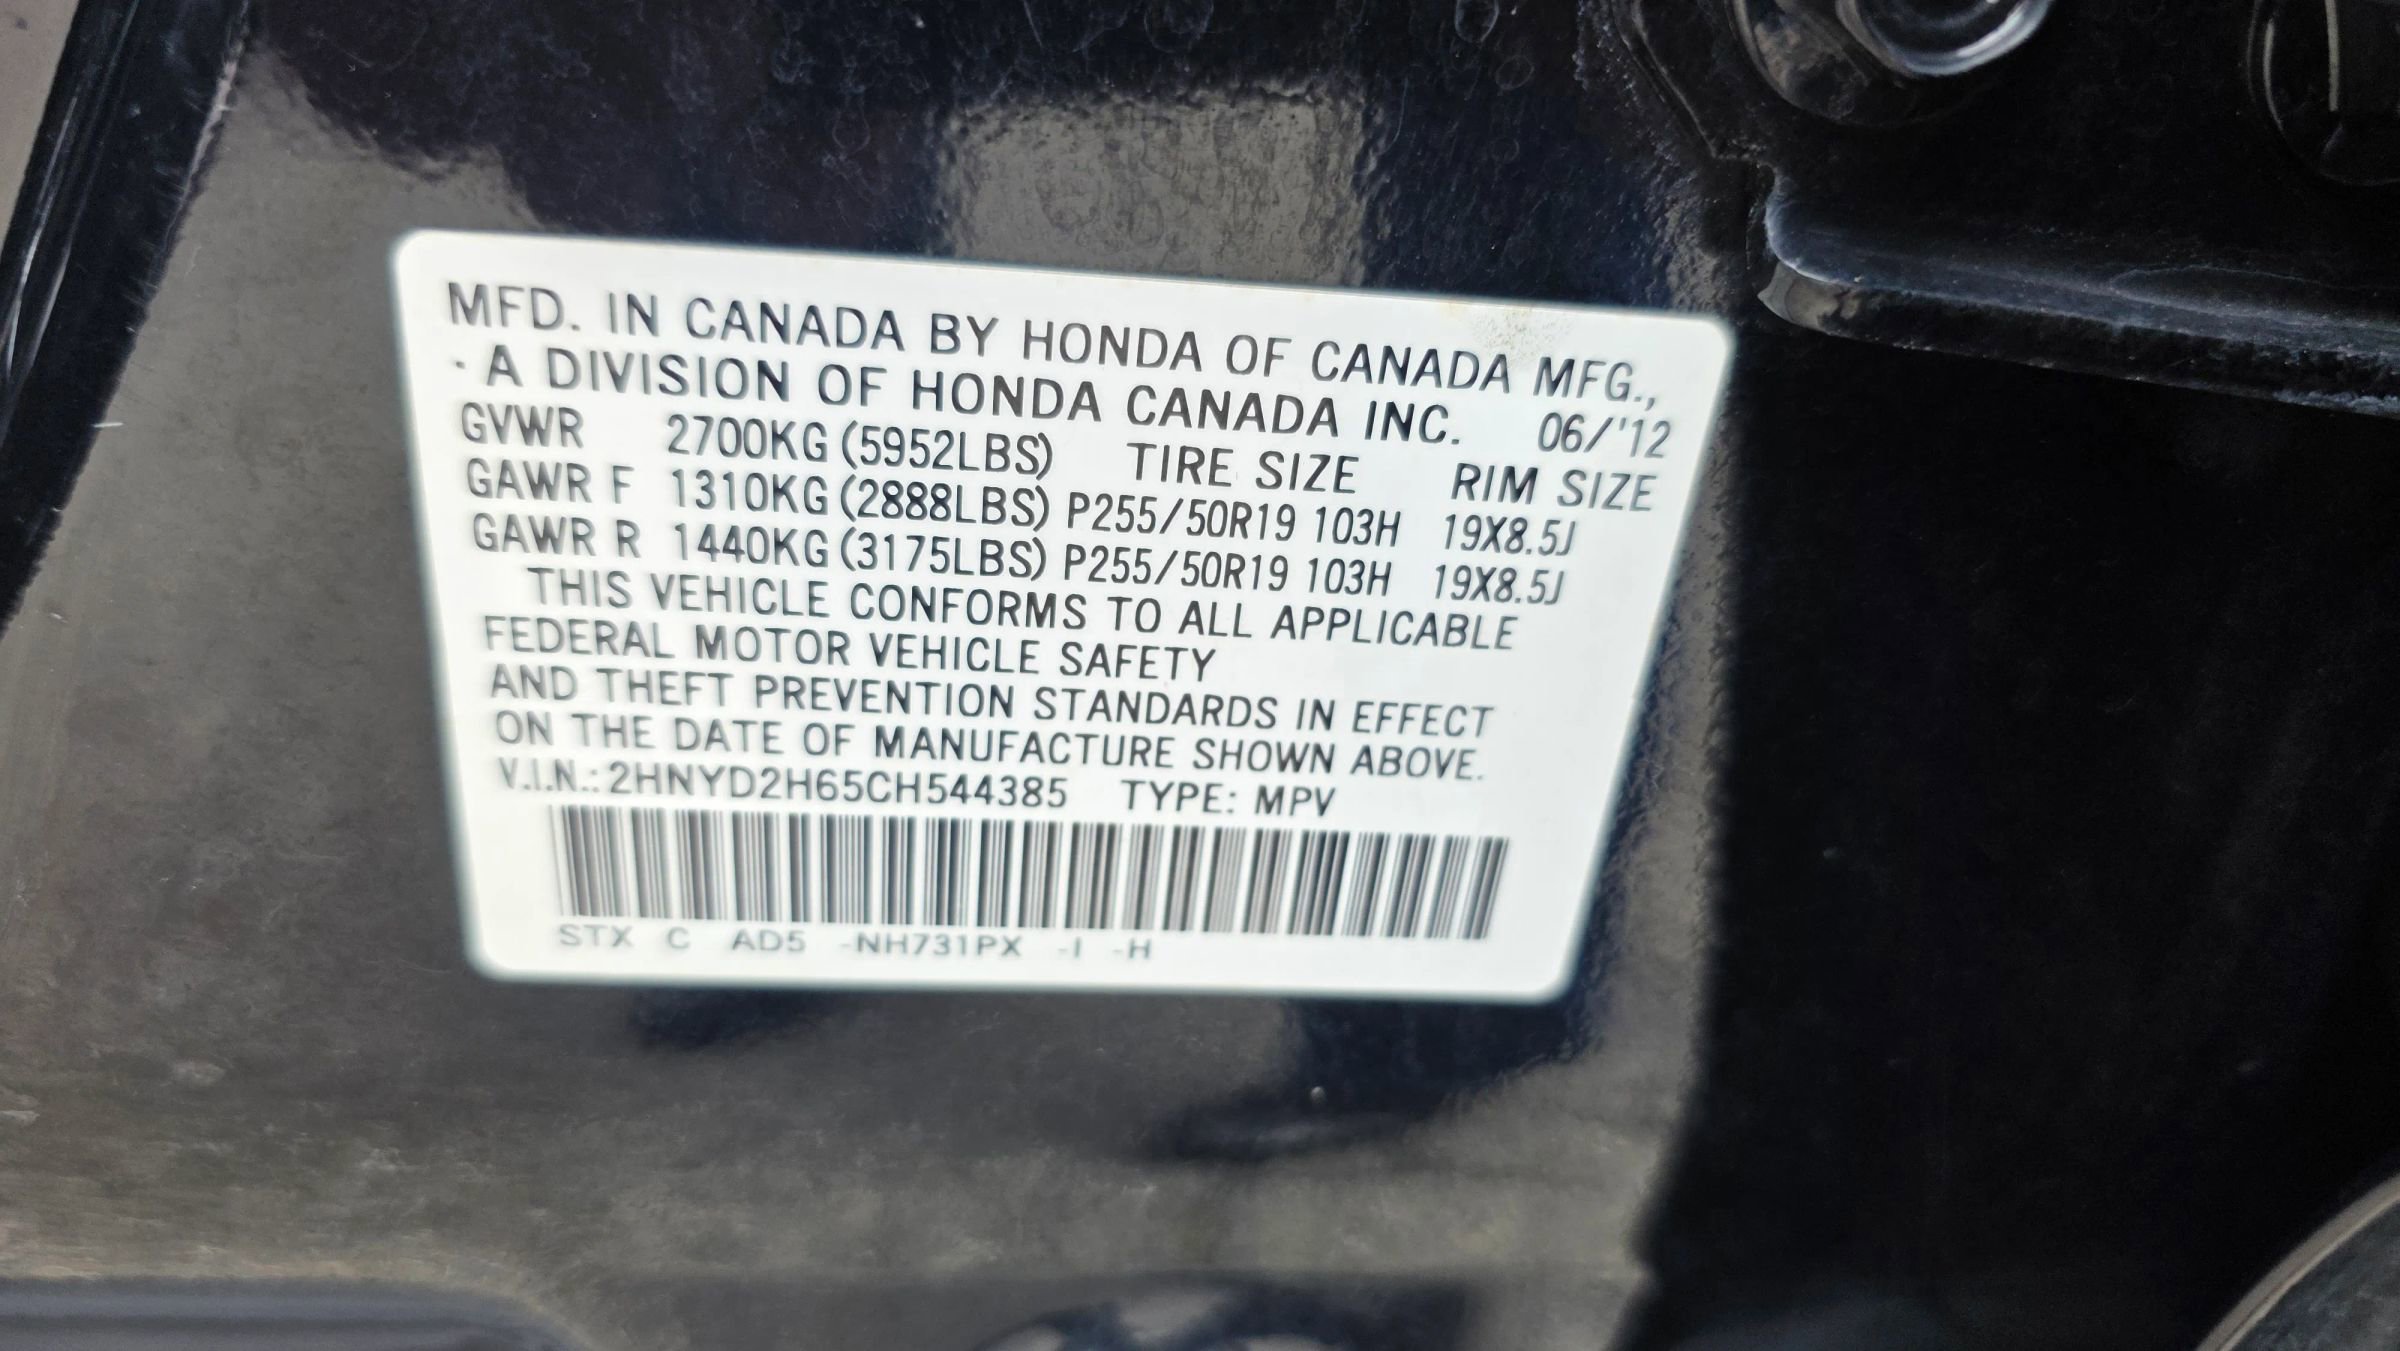 MFD. IN CANADA BY HONDA OF CANADA MFG.,
· A DIVISION OF HONDA CANADA INC. 06/'12
GVWR 2700KG (5952LBS) TIRE SIZE RIM SIZE
GAWR F 1310KG (2888LBS) P255/50R19 103H 19X8.5J
GAWR R 1440KG (3175LBS) P255/50R19 103H 19X8.5J
THIS VEHICLE CONFORMS TO ALL APPLICABLE
FEDERAL MOTOR VEHICLE SAFETY
AND THEFT PREVENTION STANDARDS IN EFFECT
ON THE DATE OF MANUFACTURE SHOWN ABOVE.
V.I.N.: 2HNYD2H65CH544385 TYPE: MPV
STX C AD5 -NH731PX -I -H